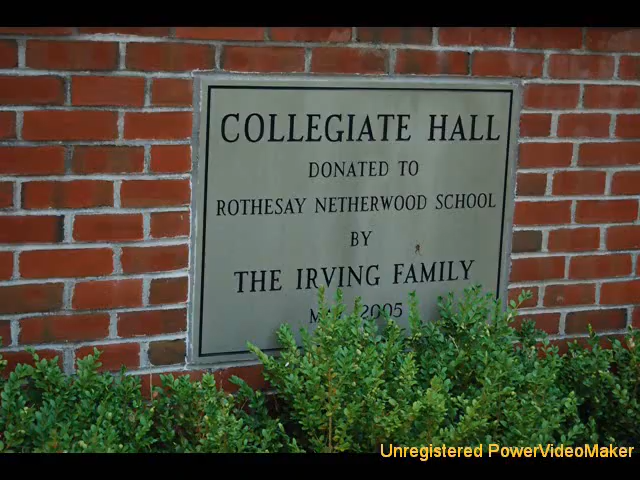 COLLEGIATE HALL
DONATED TO
ROTHESAY NETHERWOOD SCHOOL
BY
THE IRVING FAMILY
2005
Unregistered PowerVideoMaker